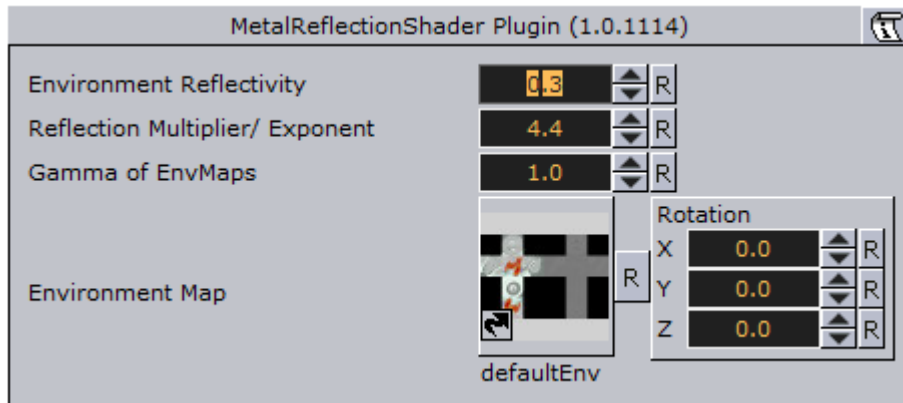 MetalReflectionShader Plugin (1.0.1114)
Environment Reflectivity 0.3 R
Reflection Multiplier/ Exponent 4.4 R
Gamma of EnvMaps 1.0 R
Rotation
X 0.0 R
Environment Map R Y 0.0 R
Z 0.0 R
defaultEnv